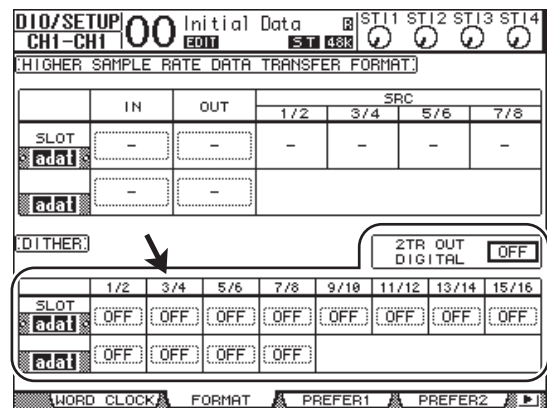 DIO/SETUP 00 Initial Data R ST1 ST12 ST13 ST14
CH1-CH1 EDIT ST 48K
HIGHER SAMPLE RATE DATA TRANSFER FORMAT
IN OUT SRC
1/2 3/4 5/6 7/8
SLOT
adat - - - - - -
adat - -
DITHER 2TR OUT DIGITAL OFF
1/2 3/4 5/6 7/8 9/10 11/12 13/14 15/16
SLOT
adat OFF OFF OFF OFF OFF OFF OFF OFF
adat OFF OFF OFF OFF
WORD CLOCK FORMAT PREFER1 PREFER2